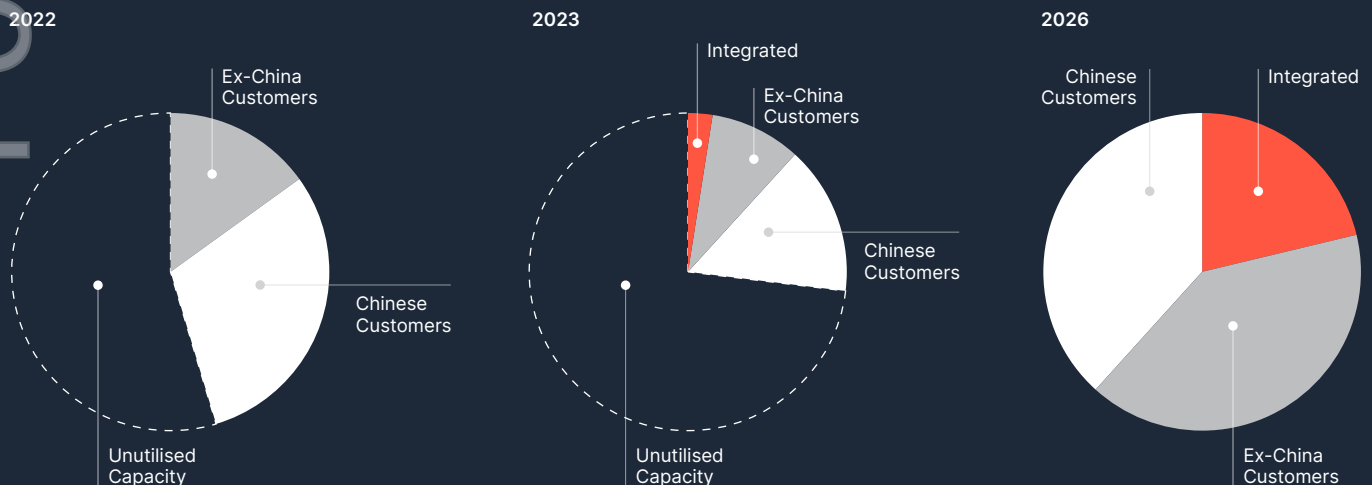 2022
Ex-China
Customers
Chinese
Customers
Unutilised
Capacity
2023
Integrated
Ex-China
Customers
Chinese
Customers
Unutilised
Capacity
2026
Chinese
Customers
Integrated
Ex-China
Customers